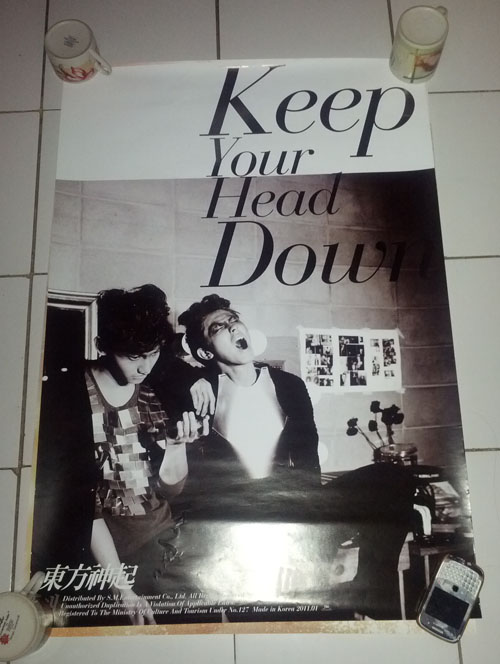 Keep
Your
Head
Down
東方神起
Distributed By S.M.Entertainment Co., Ltd. All
Unauthorized Duplication Is A Violation Of Applicable
Registered To The Ministry Of Culture And Tourism Under No.127 Made in Korea 2011.01